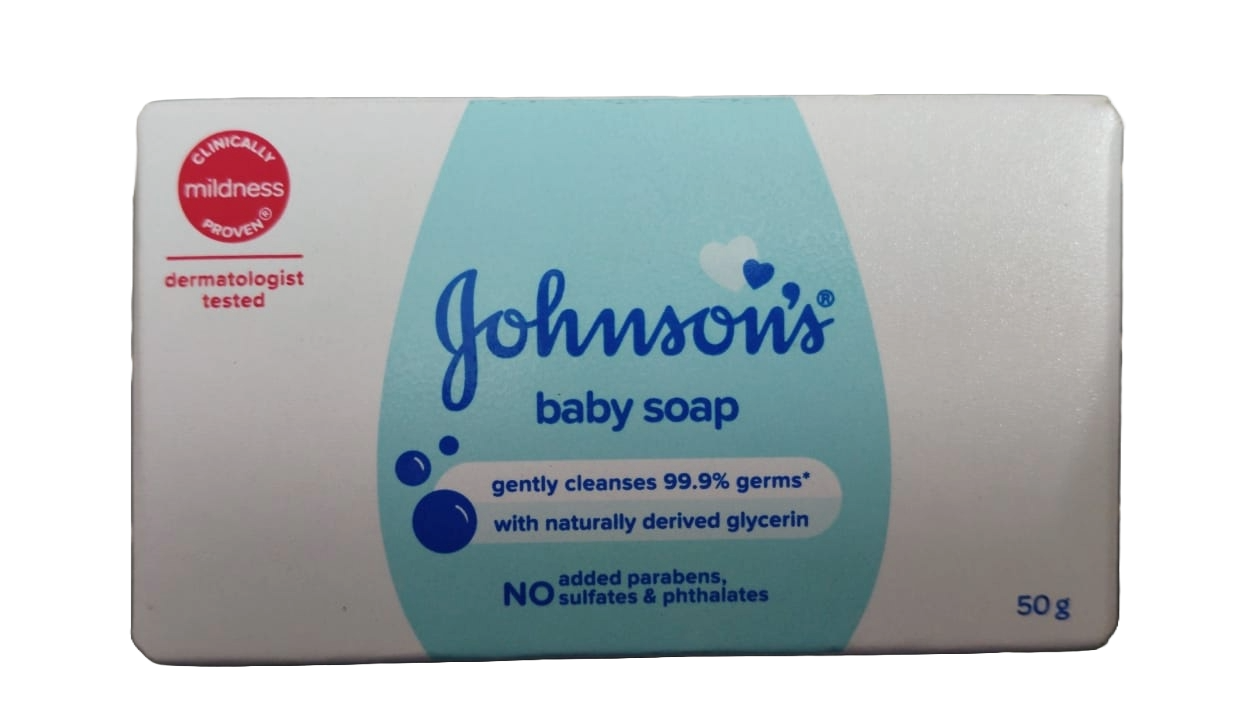 CLINICALLY
mildness
PROVEN®
dermatologist
tested
Johnson's®
baby soap
gently cleanses 99.9% germs*
with naturally derived glycerin
NO added parabens,
sulfates & phthalates
50 g